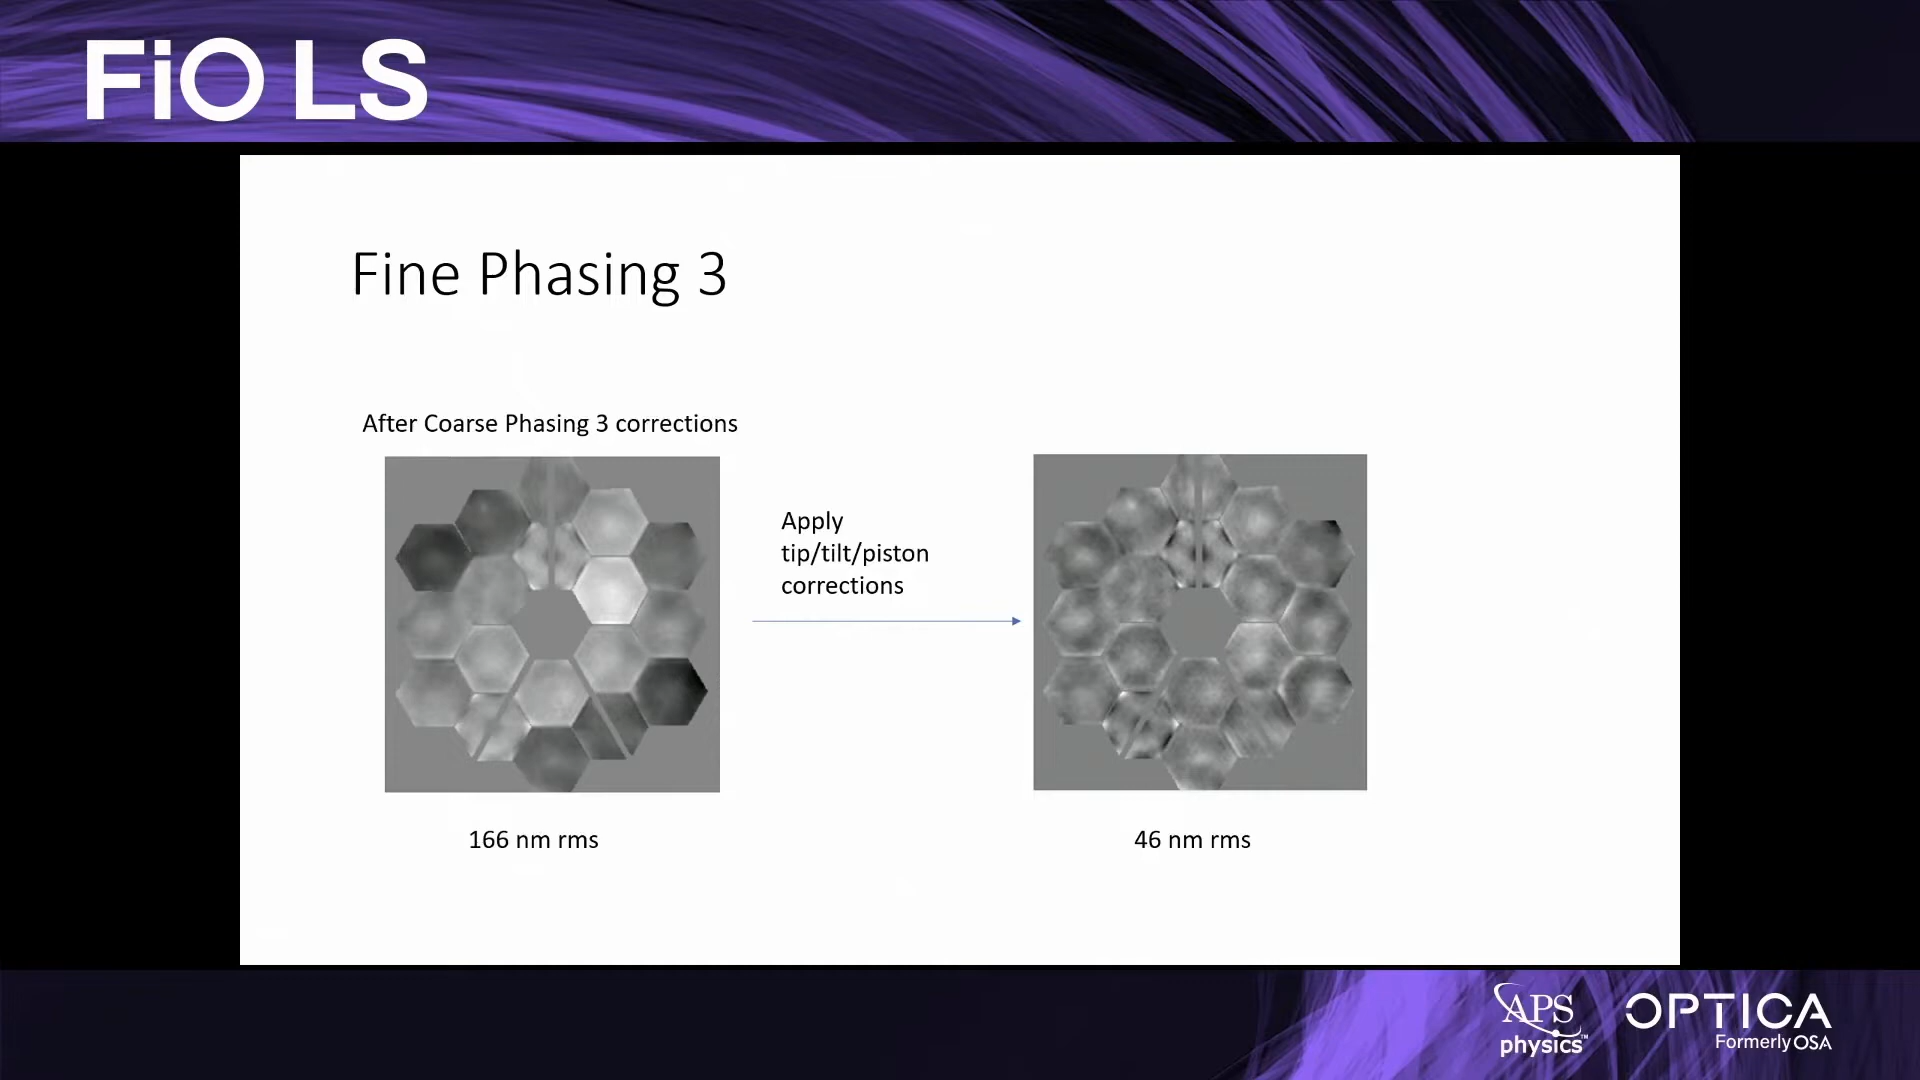 FiO LS
Fine Phasing 3
After Coarse Phasing 3 corrections
Apply
tip/tilt/piston
corrections
166 nm rms
46 nm rms
APS
physics™
OPTICA
Formerly OSA